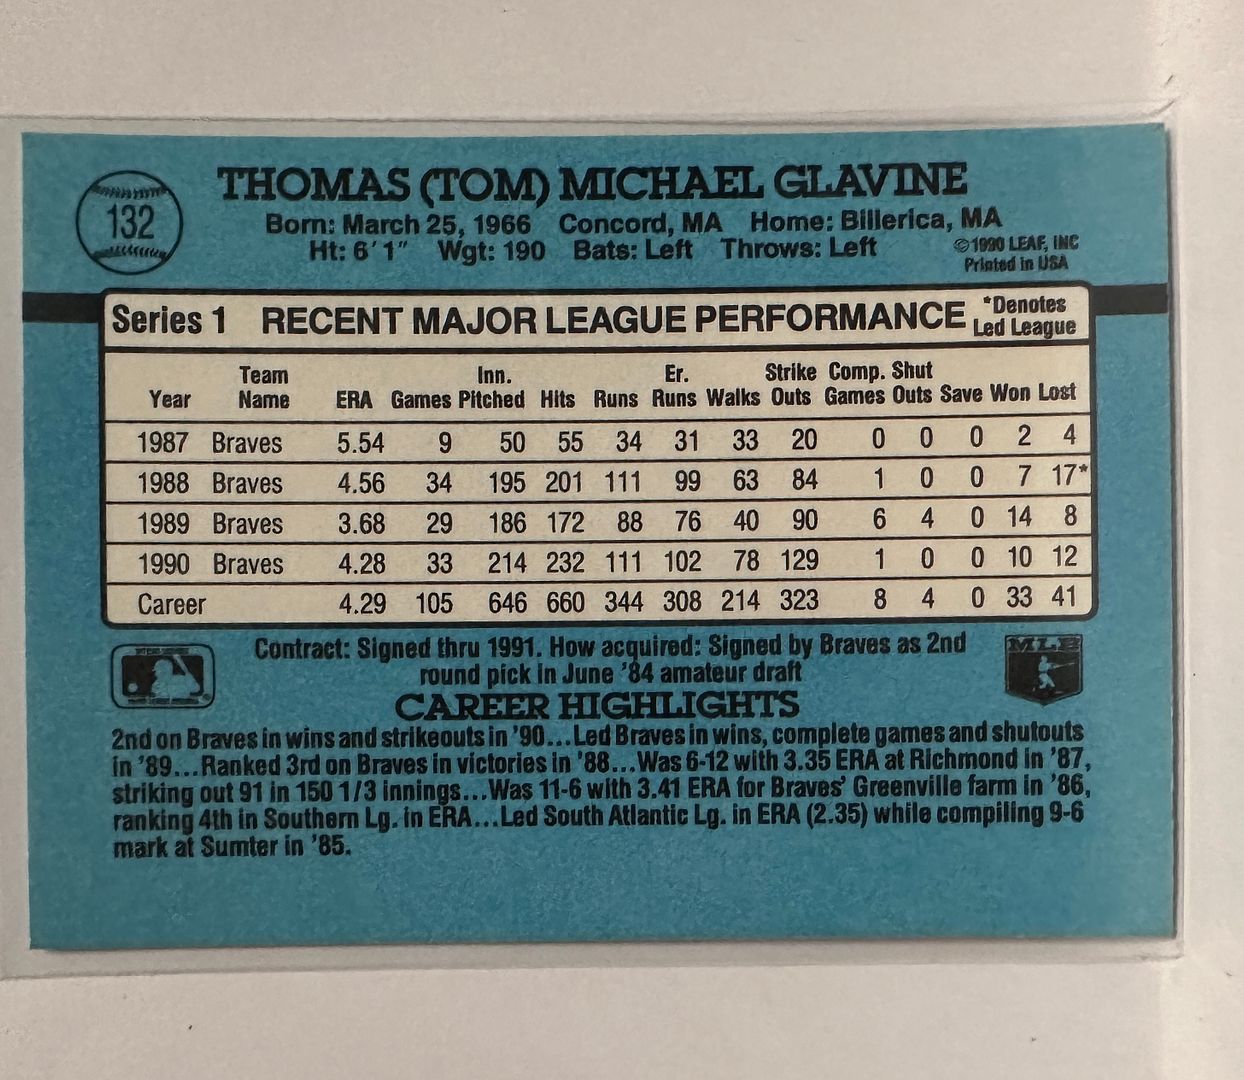 132
THOMAS (TOM) MICHAEL GLAVINE
Born: March 25, 1966 Concord, MA Home: Billerica, MA
Ht: 6'1" Wgt: 190 Bats: Left Throws: Left
©1990 LEAF, INC
Printed in USA
Series 1 RECENT MAJOR LEAGUE PERFORMANCE
*Denotes
Led League
Team Inn. Er. Strike Comp. Shut
Year Name ERA Games Pitched Hits Runs Runs Walks Outs Games Outs Save Won Lost
1987 Braves 5.54 9 50 55 34 31 33 20 0 0 0 2 4
1988 Braves 4.56 34 195 201 111 99 63 84 1 0 0 7 17*
1989 Braves 3.68 29 186 172 88 76 40 90 6 4 0 14 8
1990 Braves 4.28 33 214 232 111 102 78 129 1 0 0 10 12
Career 4.29 105 646 660 344 308 214 323 8 4 0 33 41
Contract: Signed thru 1991. How acquired: Signed by Braves as 2nd
round pick in June '84 amateur draft
MLB
CAREER HIGHLIGHTS
2nd on Braves in wins and strikeouts in '90...Led Braves in wins, complete games and shutouts
in '89...Ranked 3rd on Braves in victories in '88...Was 6-12 with 3.35 ERA at Richmond in '87,
striking out 91 in 150 1/3 innings...Was 11-6 with 3.41 ERA for Braves' Greenville farm in '86,
ranking 4th in Southern Lg. in ERA...Led South Atlantic Lg. in ERA (2.35) while compiling 9-6
mark at Sumter in '85.